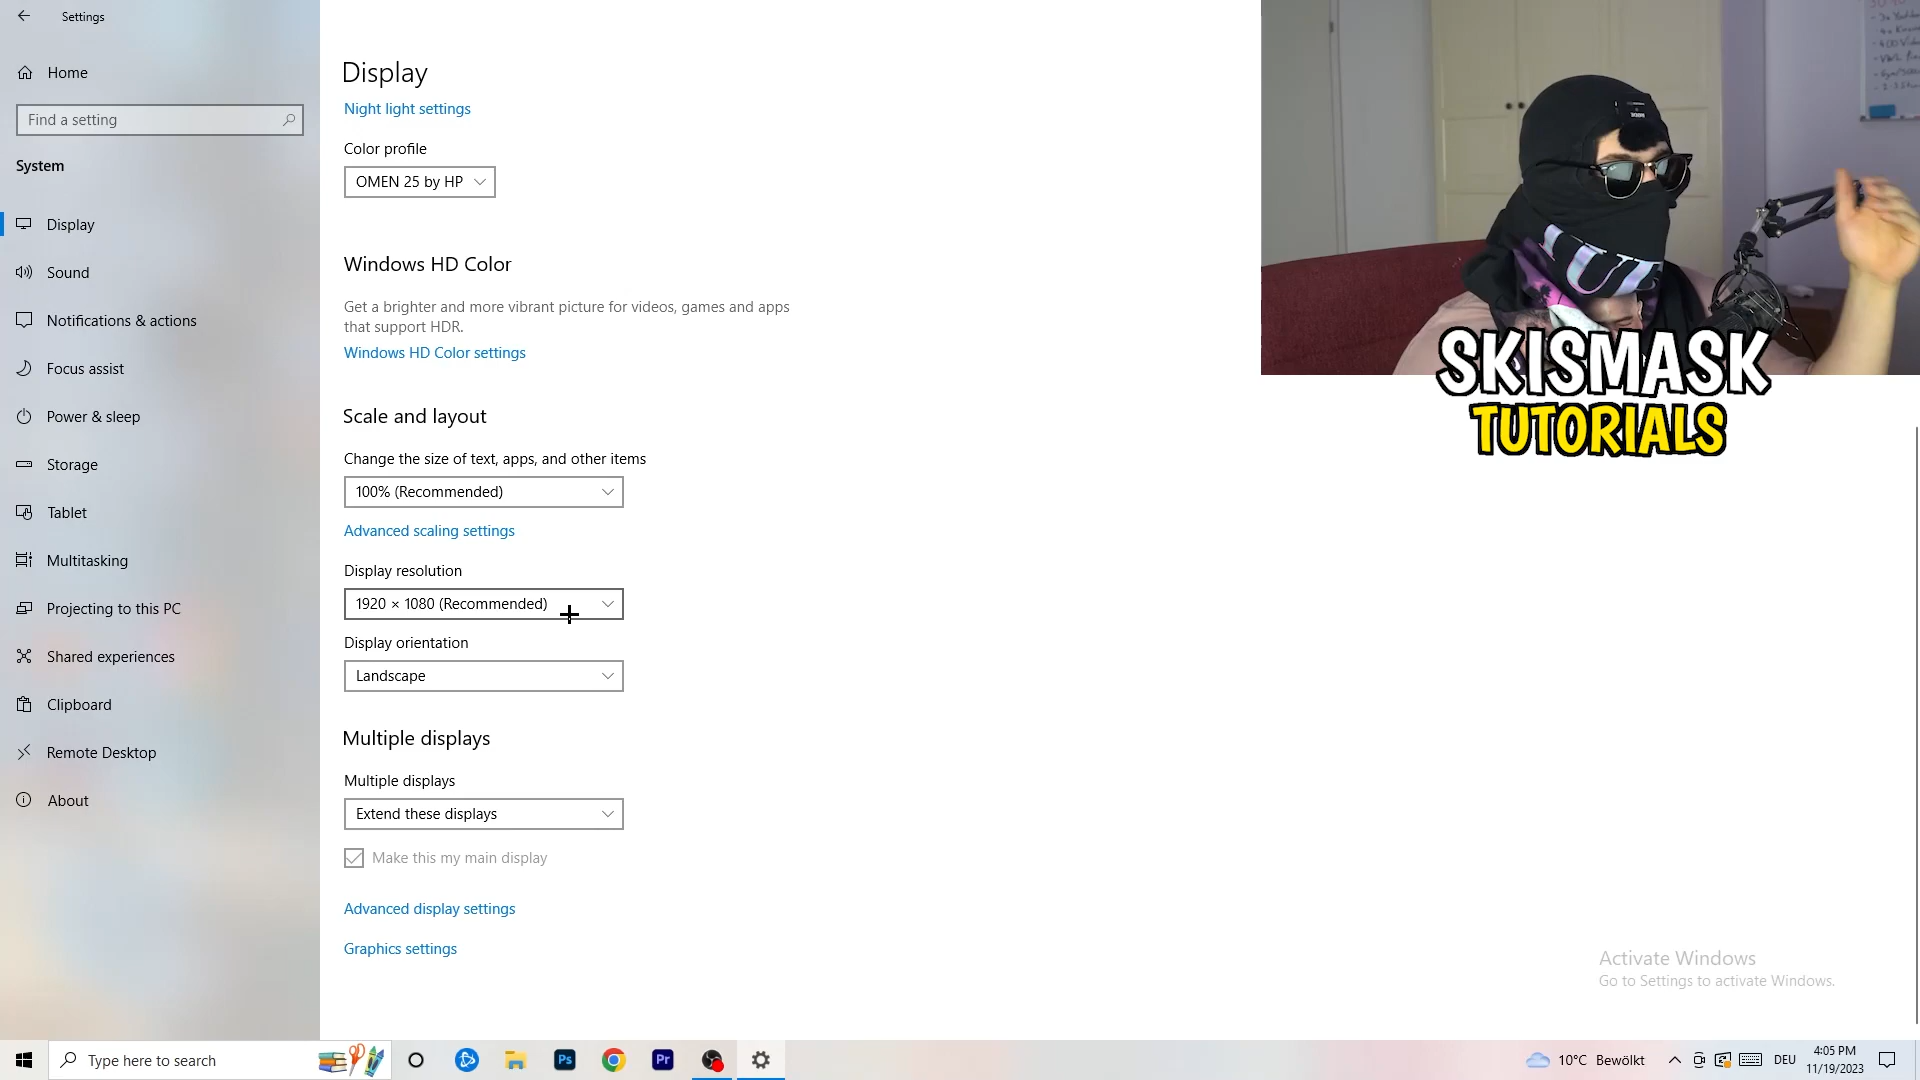 Settings
Home
Find a setting
System
Display
Sound
Notifications & actions
Focus assist
Power & sleep
Storage
Tablet
Multitasking
Projecting to this PC
Shared experiences
Clipboard
Remote Desktop
About
Display
Night light settings
Color profile
OMEN 25 by HP
Windows HD Color
Get a brighter and more vibrant picture for videos, games and apps
that support HDR.
Windows HD Color settings
Scale and layout
Change the size of text, apps, and other items
100% (Recommended)
Advanced scaling settings
Display resolution
1920 × 1080 (Recommended)
Display orientation
Landscape
Multiple displays
Multiple displays
Extend these displays
Make this my main display
Advanced display settings
Graphics settings
SKISMASK
TUTORIALS
Activate Windows
Go to Settings to activate Windows.
Type here to search
Ps
Pr
10°C Bewölkt
DEU
4:05 PM
11/19/2023